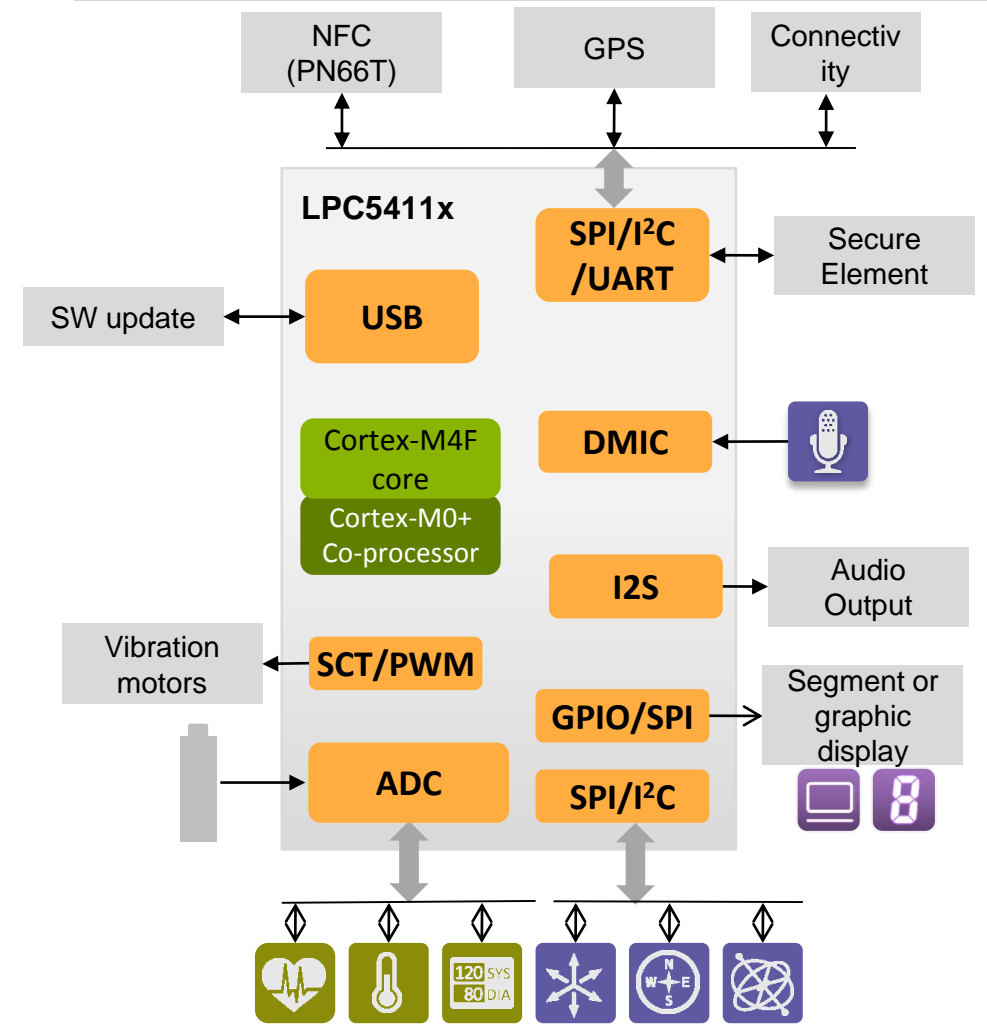 NFC
(PN66T)
GPS
Connectiv
ity
LPC5411x
SPI/I²C
/UART
Secure
Element
SW update
USB
Cortex-M4F
core
Cortex-M0+
Co-processor
DMIC
I2S
Audio
Output
Vibration
motors
SCT/PWM
GPIO/SPI
Segment or
graphic
display
ADC
SPI/I²C
8
120 SYS
80 DIA
N
W E
S